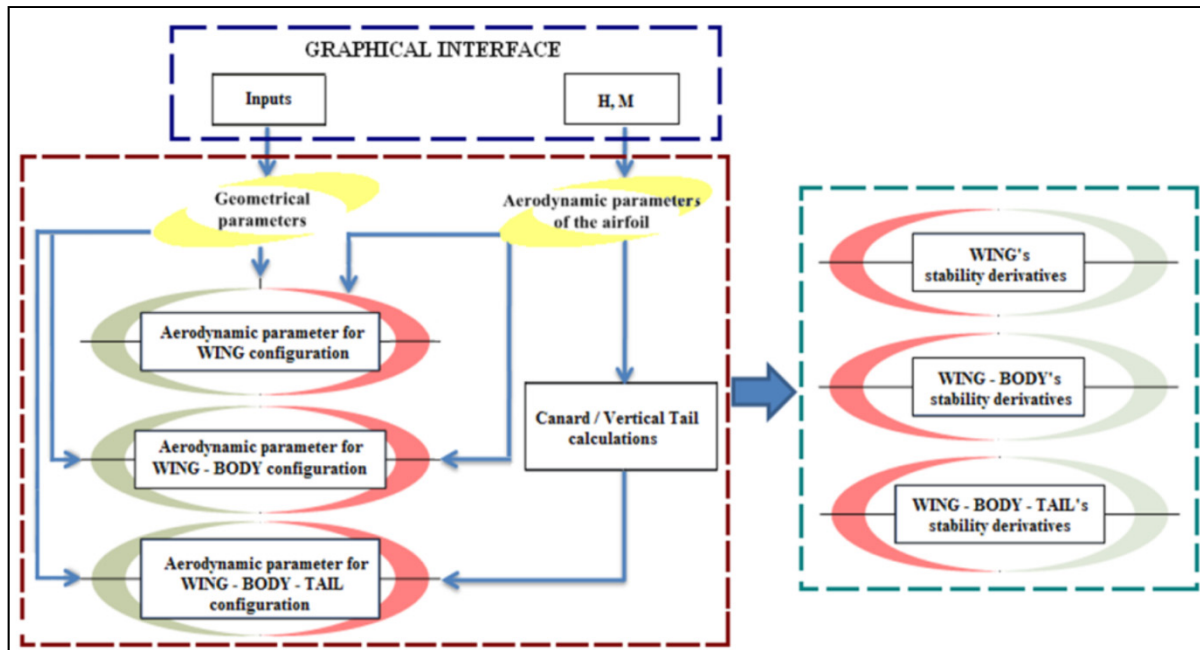 GRAPHICAL INTERFACE
Inputs
H, M
Geometrical
parameters
Aerodynamic parameters
of the airfoil
Aerodynamic parameter for
WING configuration
Aerodynamic parameter for
WING - BODY configuration
Aerodynamic parameter for
WING - BODY - TAIL
configuration
Canard / Vertical Tail
calculations
WING's
stability derivatives
WING - BODY's
stability derivatives
WING - BODY - TAIL's
stability derivatives